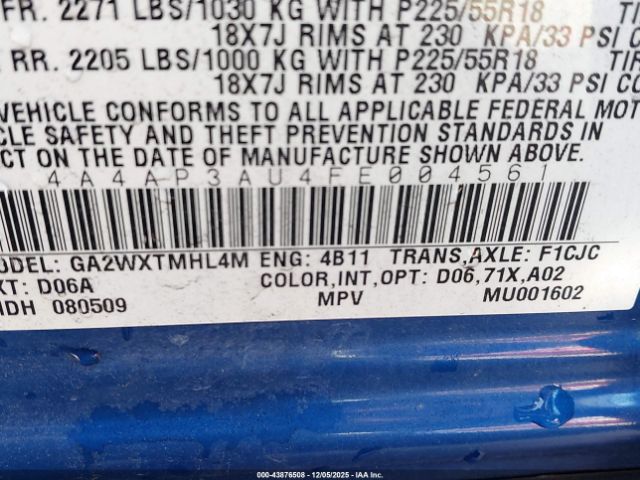 FR. 2271 LBS/1030 KG WITH P225/55R18
18X7J RIMS AT 230 KPA/33 PSI
RR. 2205 LBS/1000 KG WITH P225/55R18
18X7J RIMS AT 230 KPA/33 PSI CO
VEHICLE CONFORMS TO ALL APPLICABLE FEDERAL MOT
CLE SAFETY AND THEFT PREVENTION STANDARDS IN
CT ON THE DATE OF MANUFACTURE SHOWN ABOVE.
4A4AP3AU4FE004561
ODEL: GA2WXTMHL4M ENG: 4B11 TRANS,AXLE: F1CJC
XT: D06A COLOR,INT,OPT: D06,71X,A02
IDH 080509 MPV MU001602
000-43876508 - 12/05/2025 - IAA Inc.